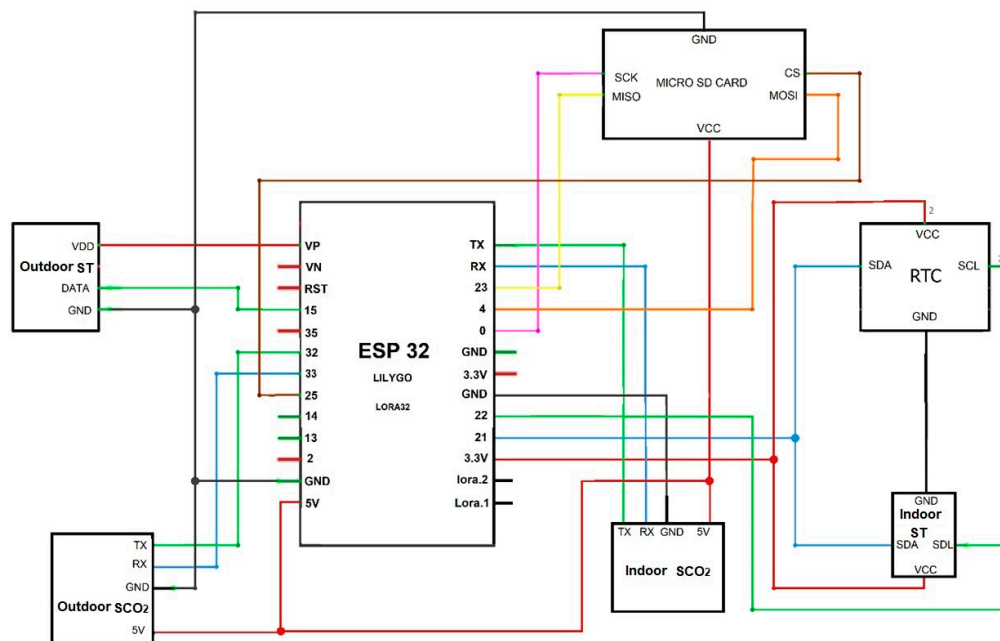 GND
SCK
MICRO SD CARD
CS
MISO
MOSI
VCC
VDD
Outdoor ST
DATA
GND
VP
VN
RST
15
35
32
33
25
14
13
2
GND
5V
ESP 32
LILYGO
LORA32
TX
RX
23
4
0
GND
3.3V
GND
22
21
3.3V
lora.2
Lora.1
2
VCC
SDA
RTC
SCL
GND
TX
RX
GND
Outdoor SCO2
5V
TX RX GND 5V
Indoor SCO2
GND
Indoor
ST
SDA
SDL
VCC